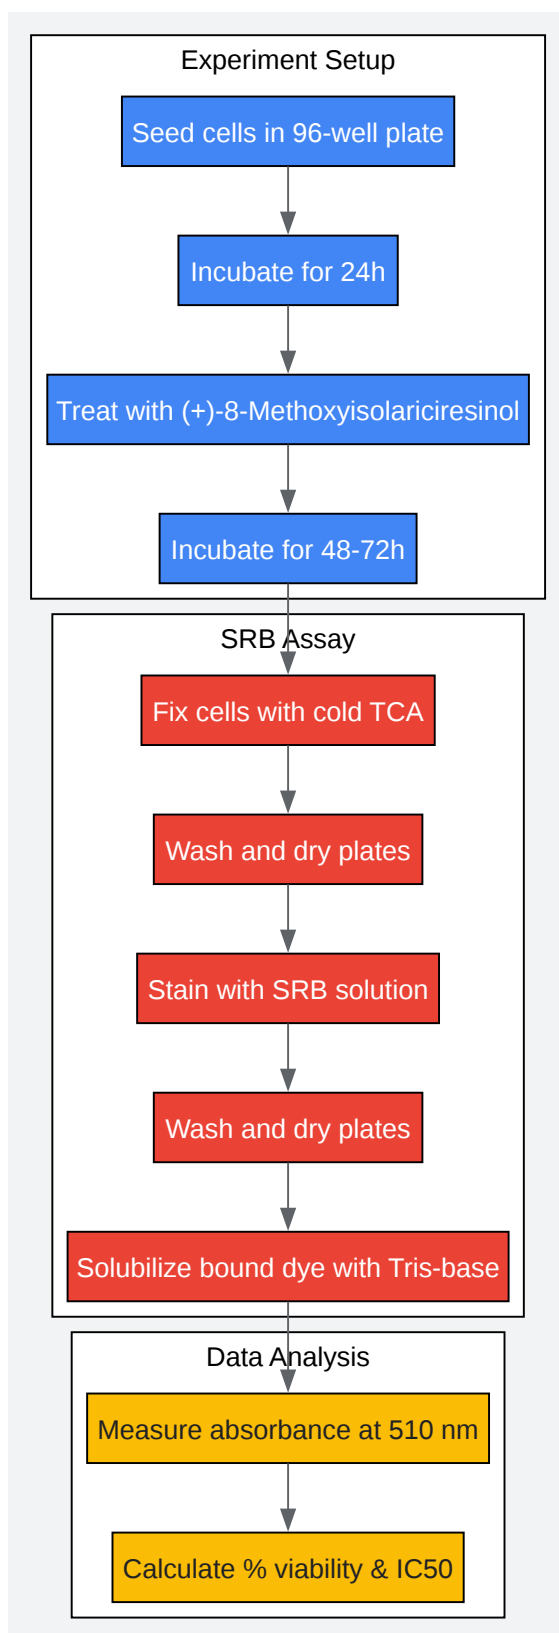 Experiment Setup
Seed cells in 96-well plate
Incubate for 24h
Treat with (+)-8-Methoxyisolariciresinol
Incubate for 48-72h
SRB Assay
Fix cells with cold TCA
Wash and dry plates
Stain with SRB solution
Wash and dry plates
Solubilize bound dye with Tris-base
Data Analysis
Measure absorbance at 510 nm
Calculate % viability & IC50